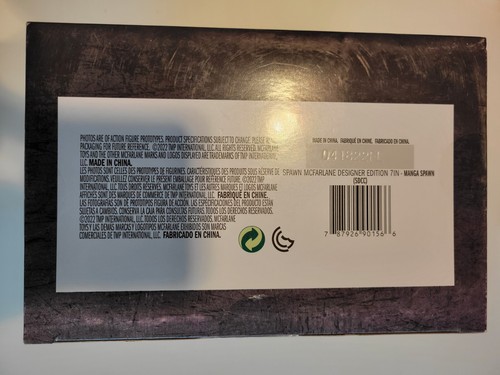 PHOTOS ARE OF ACTION FIGURE PROTOTYPES. PRODUCT SPECIFICATIONS SUBJECT TO CHANGE. PLEASE
PACKAGING FOR FUTURE REFERENCE. ©2022 TMP INTERNATIONAL, LLC. ALL RIGHTS RESERVED. MCFARLANE
TOYS AND THE OTHER MCFARLANE MARKS AND LOGOS DISPLAYED ARE TRADEMARKS OF TMP INTERNATIONAL,
LLC. MADE IN CHINA.
LES PHOTOS SONT CELLES DES PROTOTYPES DE FIGURINES, CARACTÉRISTIQUES DES PRODUITS SOUS RÉSERVE DE
MODIFICATIONS. VEUILLEZ CONSERVER LE PRÉSENT EMBALLAGE POUR RÉFÉRENCE FUTURE. ©2022 TMP
INTERNATIONAL, LLC. TOUS DROITS RÉSERVÉS. MCFARLANE TOYS ET LES AUTRES MARQUES ET LOGOS MCFARLANE
AFFICHÉS SONT DES MARQUES DE COMMERCE DE TMP INTERNATIONAL, LLC. FABRIQUÉ EN CHINE.
LAS FOTOGRAFÍAS SON DE PROTOTIPOS DE FIGURAS DE ACCIÓN. LAS ESPECIFICACIONES DEL PRODUCTO ESTÁN
SUJETAS A CAMBIOS. CONSERVE LA CAJA PARA CONSULTAS FUTURAS. TODOS LOS DERECHOS RESERVADOS.
©2022 TMP INTERNATIONAL, LLC. TODOS LOS DERECHOS RESERVADOS. MCFARLANE
TOYS Y LAS DEMÁS MARCAS Y LOGOTIPOS MCFARLANE EXHIBIDOS SON MARCAS
COMERCIALES DE TMP INTERNATIONAL, LLC. FABRICADO EN CHINA.
MADE IN CHINA. FABRIQUÉ EN CHINE. FABRICADO EN CHINA.
SPAWN MCFARLANE DESIGNER EDITION 7IN - MANGA SPAWN
(SDCC)
7 87926 90156 6